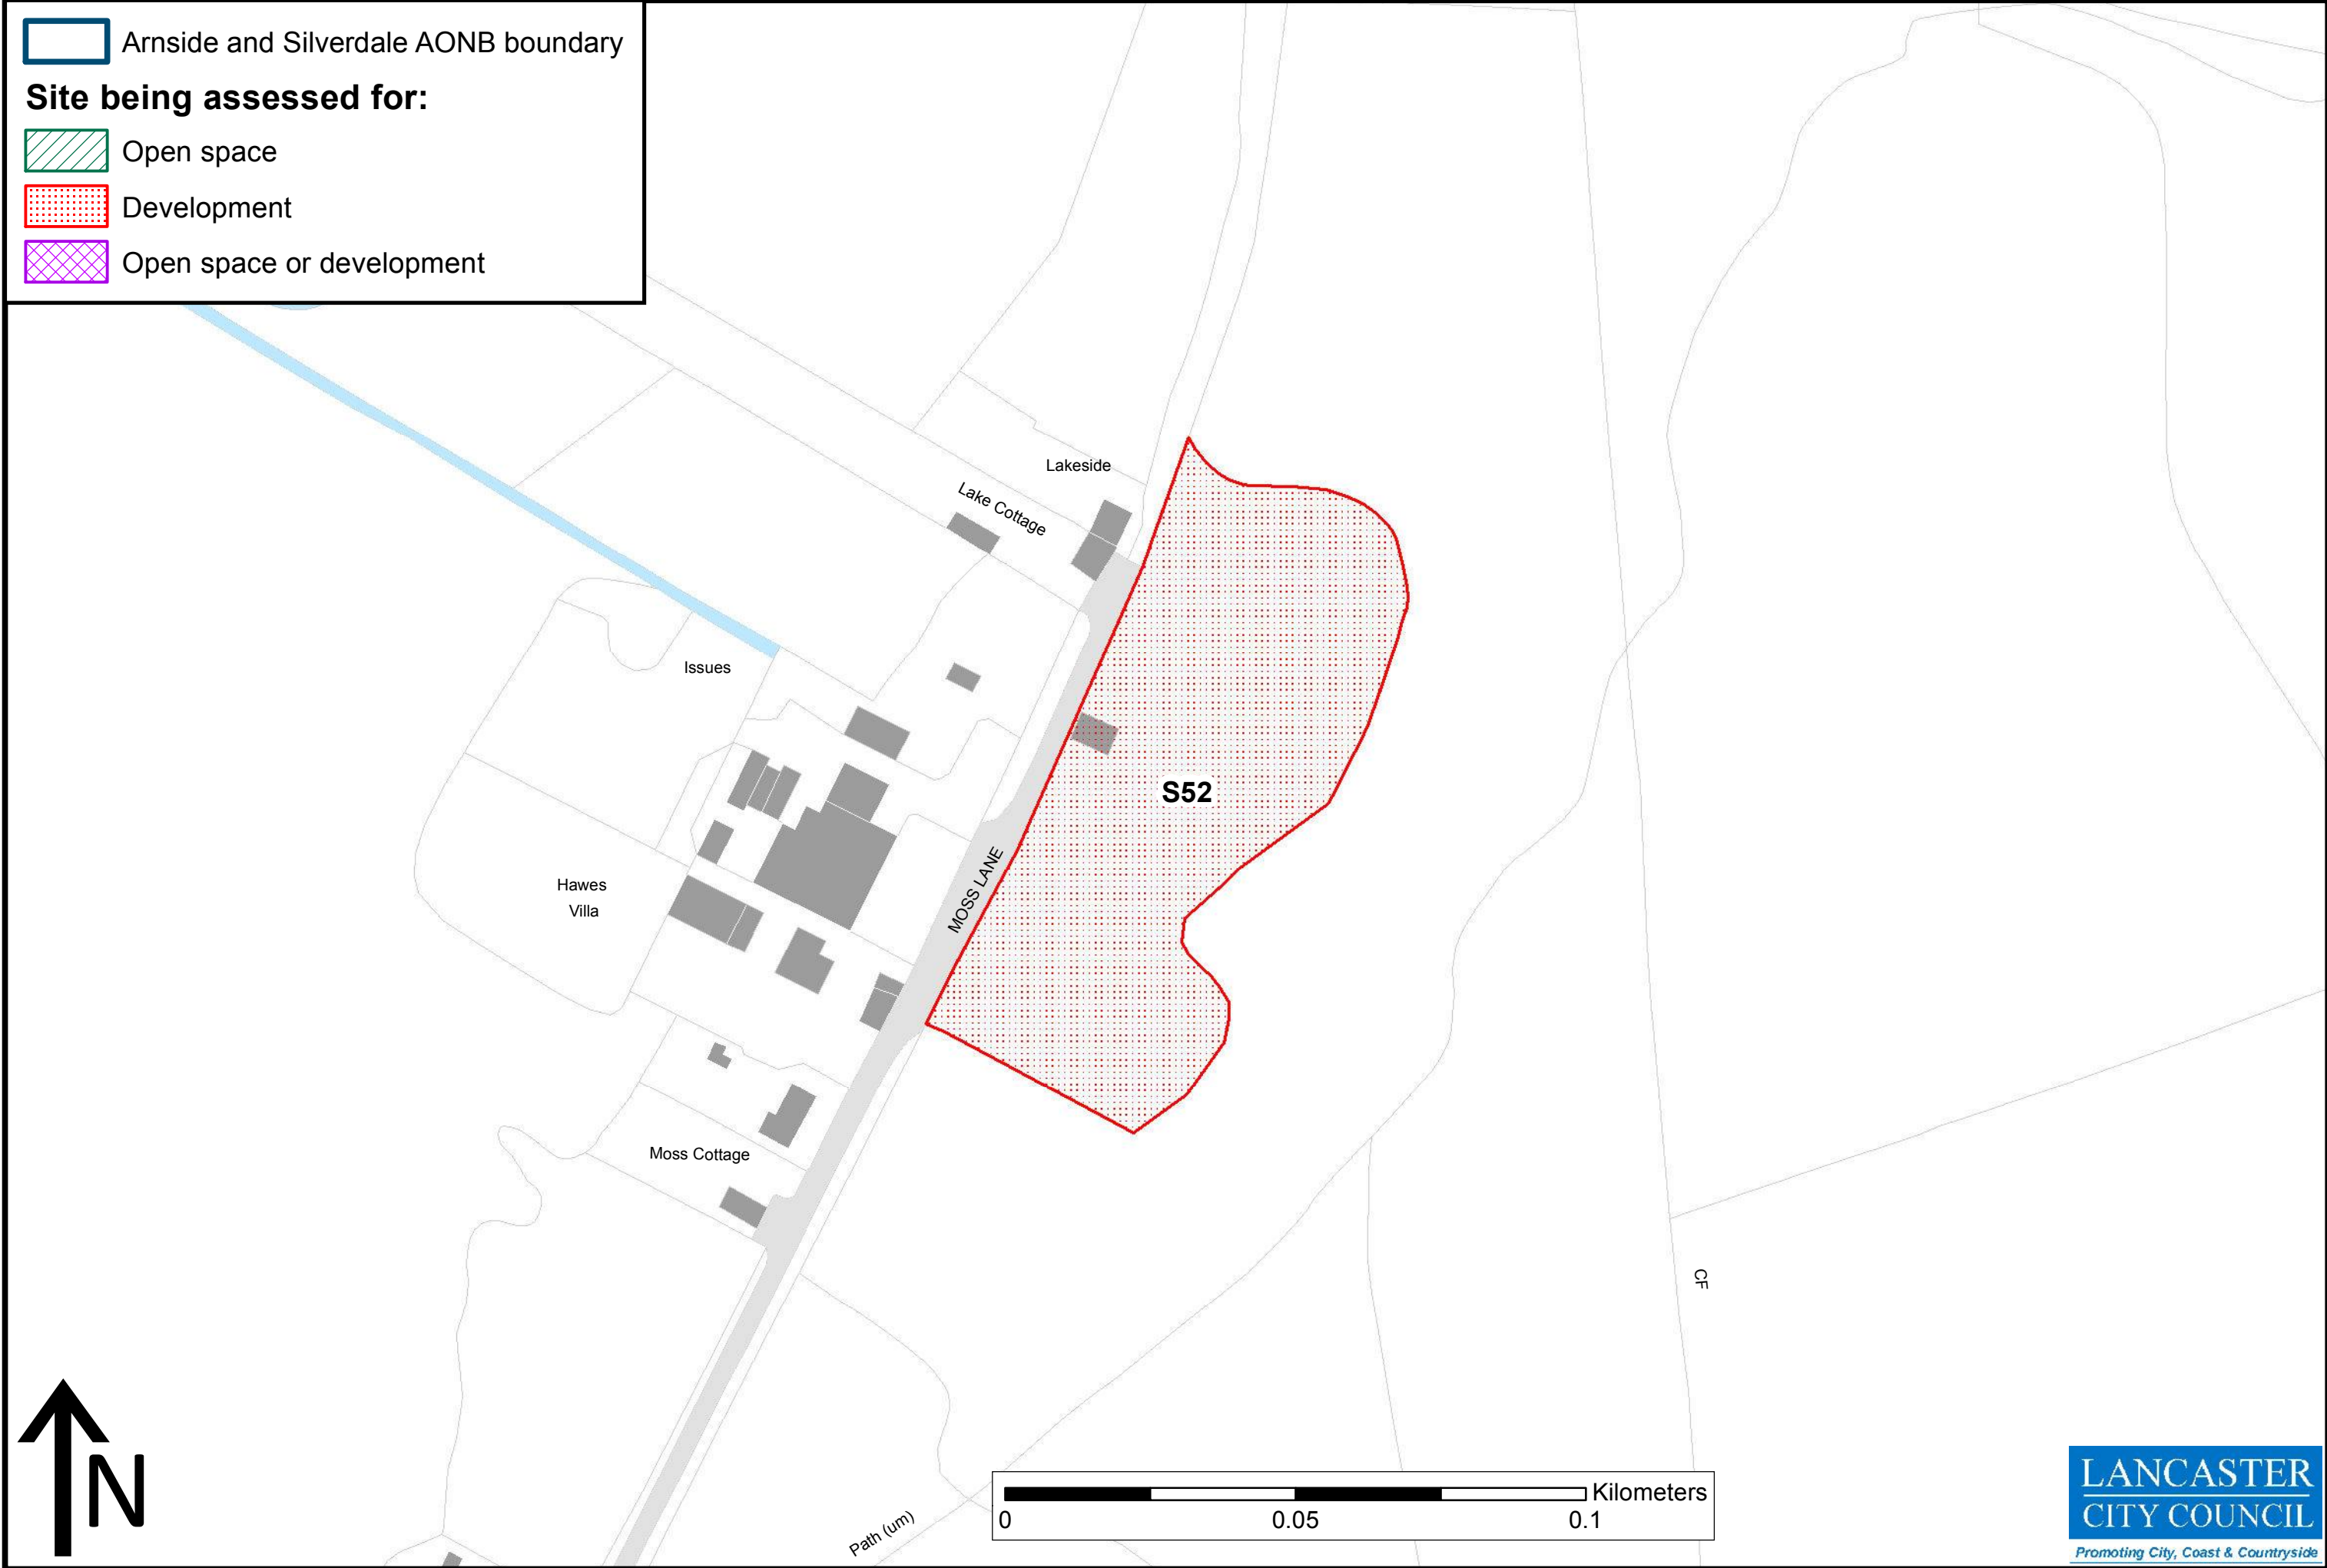 Arnside and Silverdale AONB boundary
Site being assessed for:
Open space
Development
Open space or development
Lakeside
Lake Cottage
Issues
S52
MOSS LANE
Hawes
Villa
Moss Cottage
CF
Path (um)
N
Kilometers
0 0.05 0.1
LANCASTER
CITY COUNCIL
Promoting City, Coast & Countryside